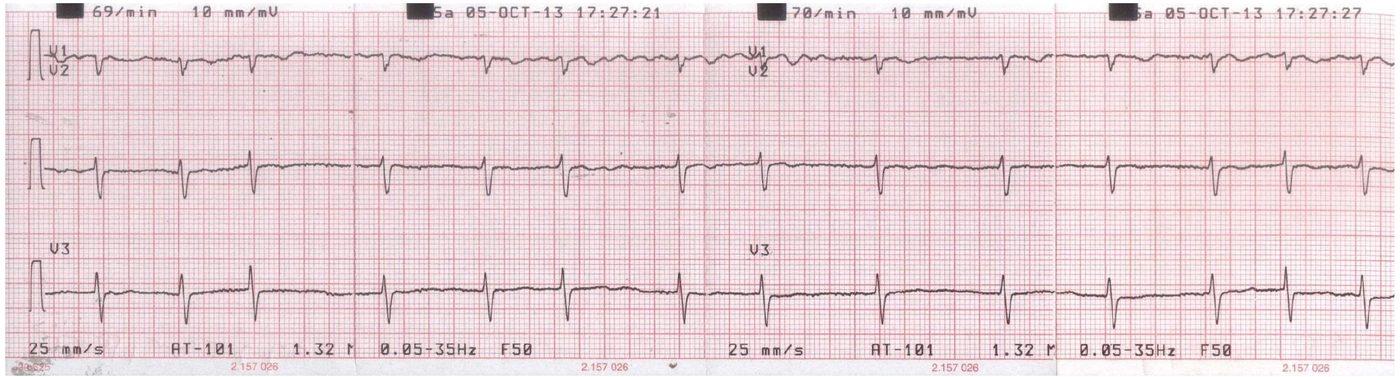 69/min 10 mm/mV Sa 05-OCT-13 17:27:21 70/min 10 mm/mV Sa 05-OCT-13 17:27:27
V1 V1
V2 V2
V3 V3
25 mm/s AT-101 1.32 0.05-35Hz F50 25 mm/s AT-101 1.32 0.05-35Hz F50
2.157 026 2.157 026 2.157 026 2.157 026